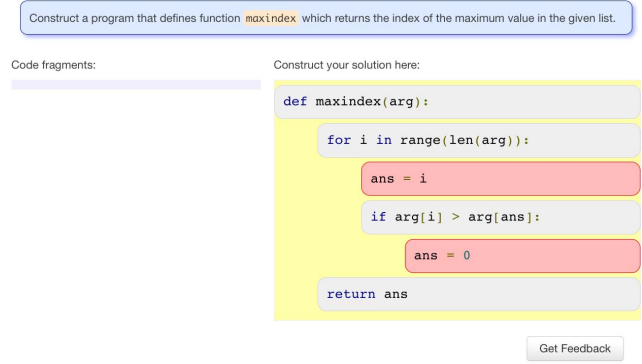 Construct a program that defines function maxindex which returns the index of the maximum value in the given list.
Code fragments:
Construct your solution here:
def maxindex(arg):
for i in range(len(arg)):
ans = i
if arg[i] > arg[ans]:
ans = 0
return ans
Get Feedback